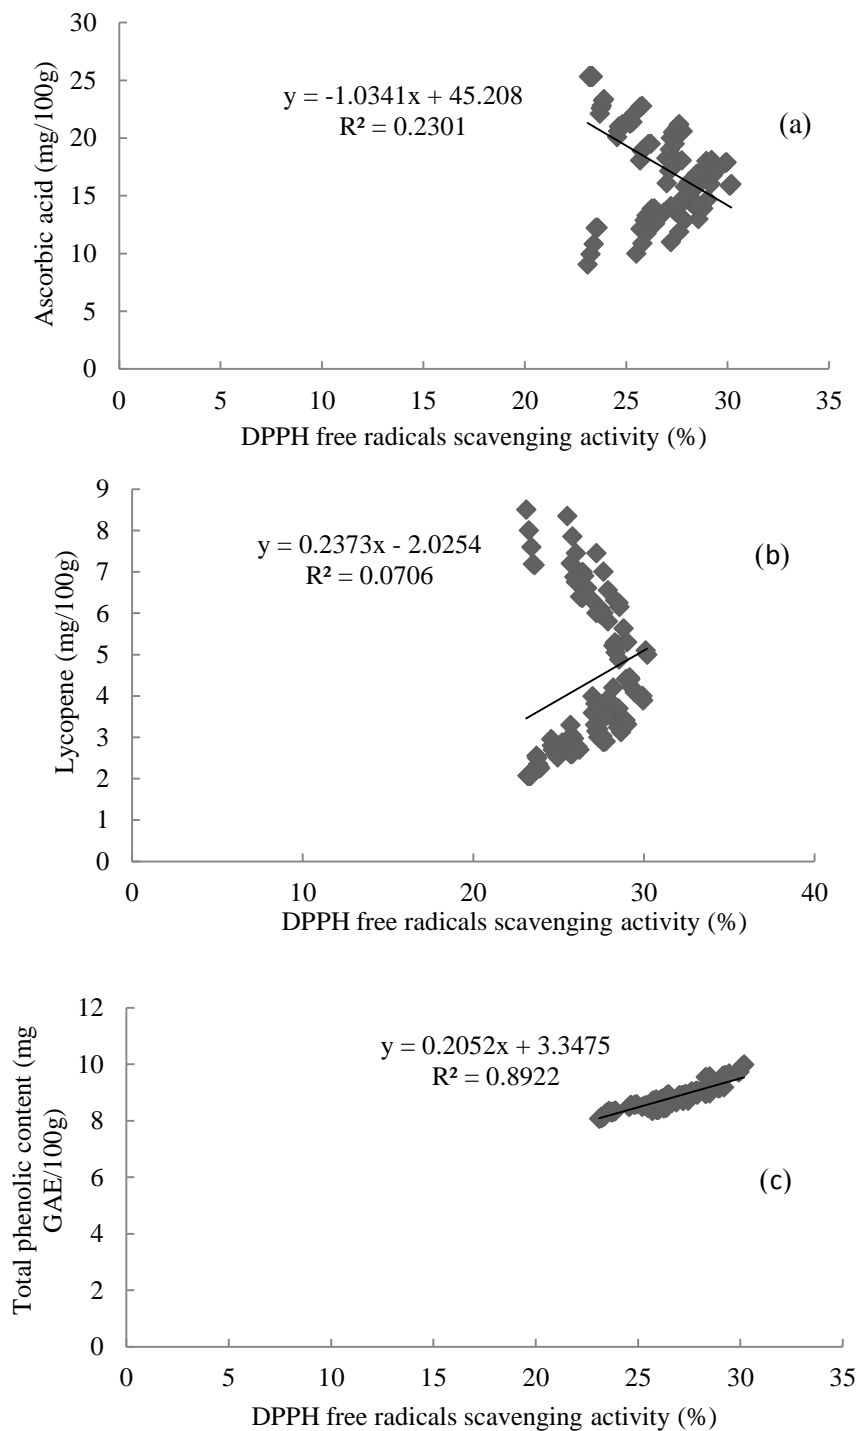 30
25
20
15
10
5
0
Ascorbic acid (mg/100g)
y = -1.0341x + 45.208
R² = 0.2301
(a)
0 5 10 15 20 25 30 35
DPPH free radicals scavenging activity (%)
9
8
7
6
5
4
3
2
1
0
Lycopene (mg/100g)
y = 0.2373x - 2.0254
R² = 0.0706
(b)
0 10 20 30 40
DPPH free radicals scavenging activity (%)
12
10
8
6
4
2
0
Total phenolic content (mg
GAE/100g)
y = 0.2052x + 3.3475
R² = 0.8922
(c)
0 5 10 15 20 25 30 35
DPPH free radicals scavenging activity (%)